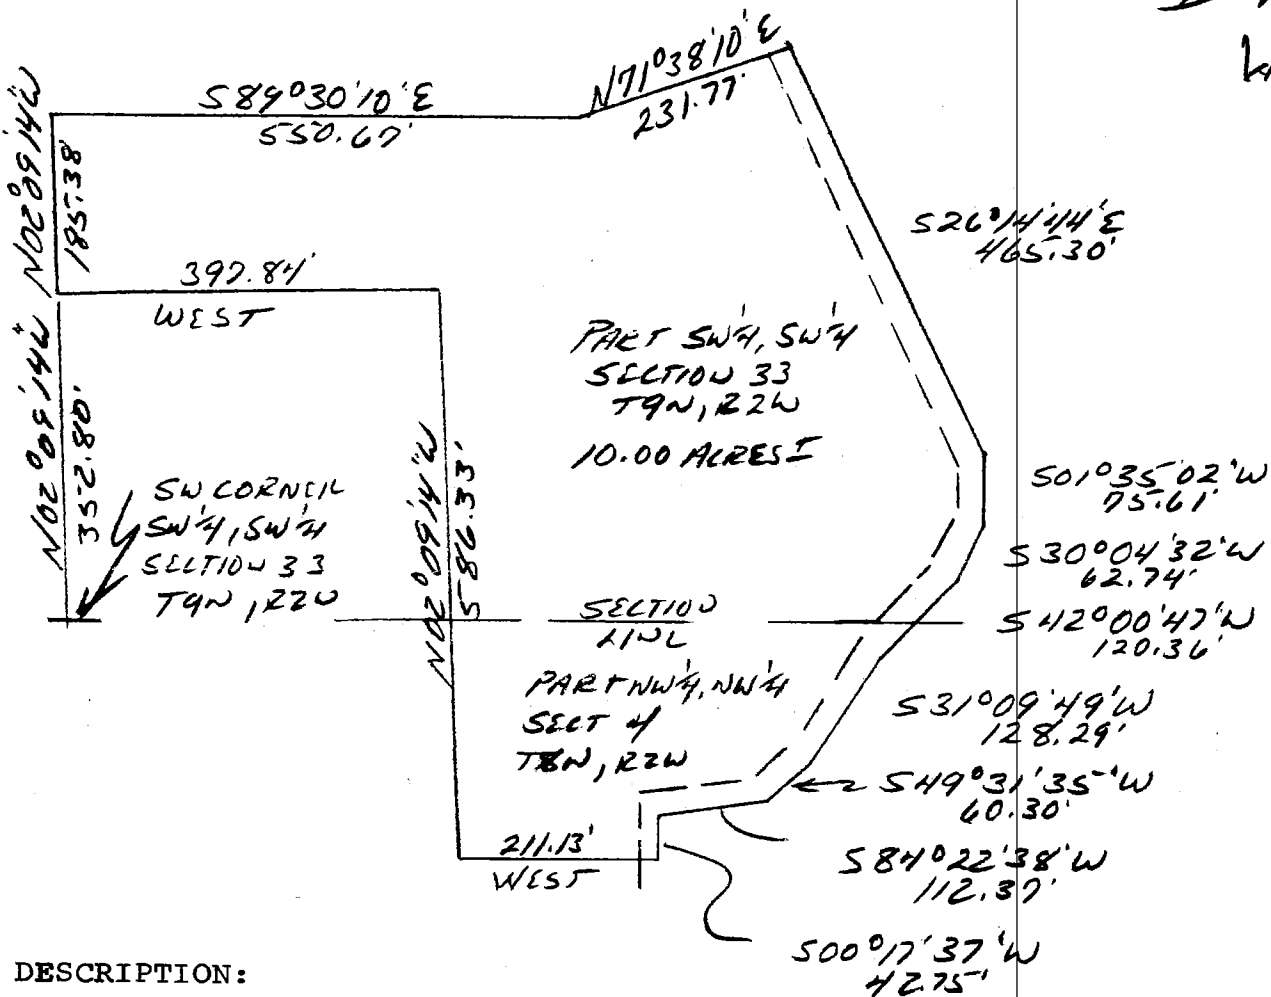 S89°30'10"E
550.67'
N71°38'10"E
231.77'
N02°09'14"W
185.38'
397.84'
WEST
S26°14'44"E
465.30'
PART SW¼, SW¼
SECTION 33
T9N, R2W
10.00 ACRES±
N02°09'14"W
352.80'
SW CORNER
SW¼, SW¼
SECTION 33
T9N, R2W
N02°09'14"W
586.33'
S01°35'02"W
75.61'
S30°04'32"W
62.74'
SECTION
LINE
S42°00'47"W
120.36'
PART NW¼, NW¼
SECT 4
T8N, R2W
S31°09'49"W
128.29'
S49°31'35"W
60.30'
211.13'
WEST
S84°22'38"W
112.37'
S00°17'37"W
42.75'
DESCRIPTION: